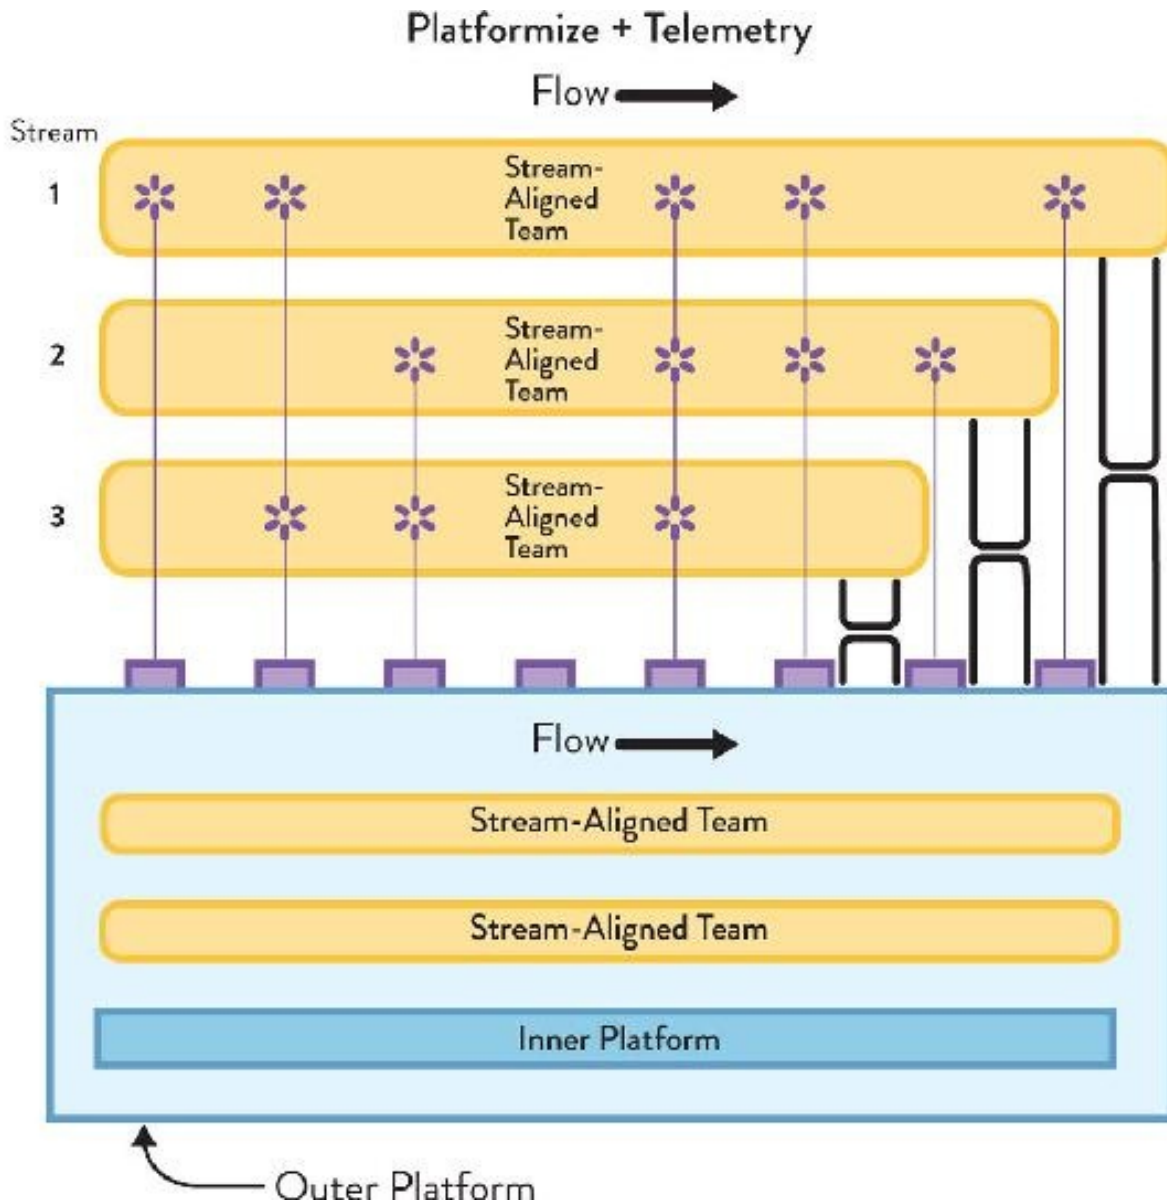 Platformize + Telemetry
Flow
Stream
1
Stream-
Aligned
Team
2
Stream-
Aligned
Team
3
Stream-
Aligned
Team
Flow
Stream-Aligned Team
Stream-Aligned Team
Inner Platform
Outer Platform